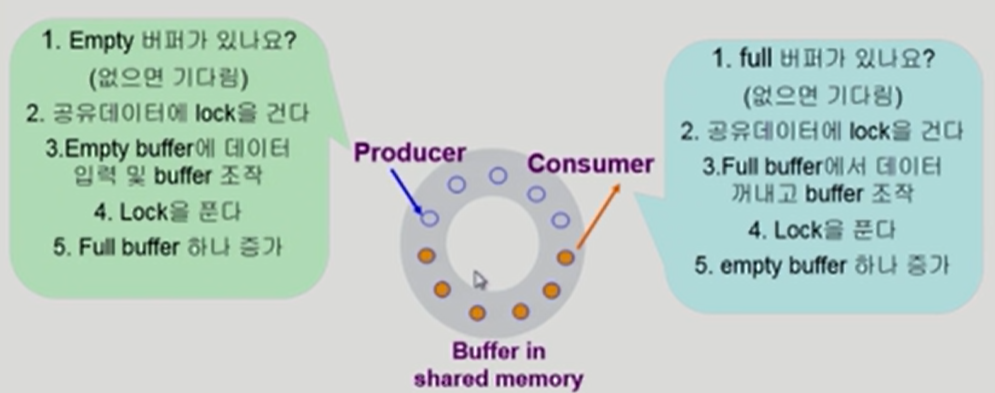 1. Empty 버퍼가 있나요?
(없으면 기다림)
2. 공유데이터에 lock을 건다
3.Empty buffer에 데이터
입력 및 buffer 조작
4. Lock을 푼다
5. Full buffer 하나 증가
Producer
Consumer
Buffer in
shared memory
1. full 버퍼가 있나요?
(없으면 기다림)
2. 공유데이터에 lock을 건다
3.Full buffer에서 데이터
꺼내고 buffer 조작
4. Lock을 푼다
5. empty buffer 하나 증가